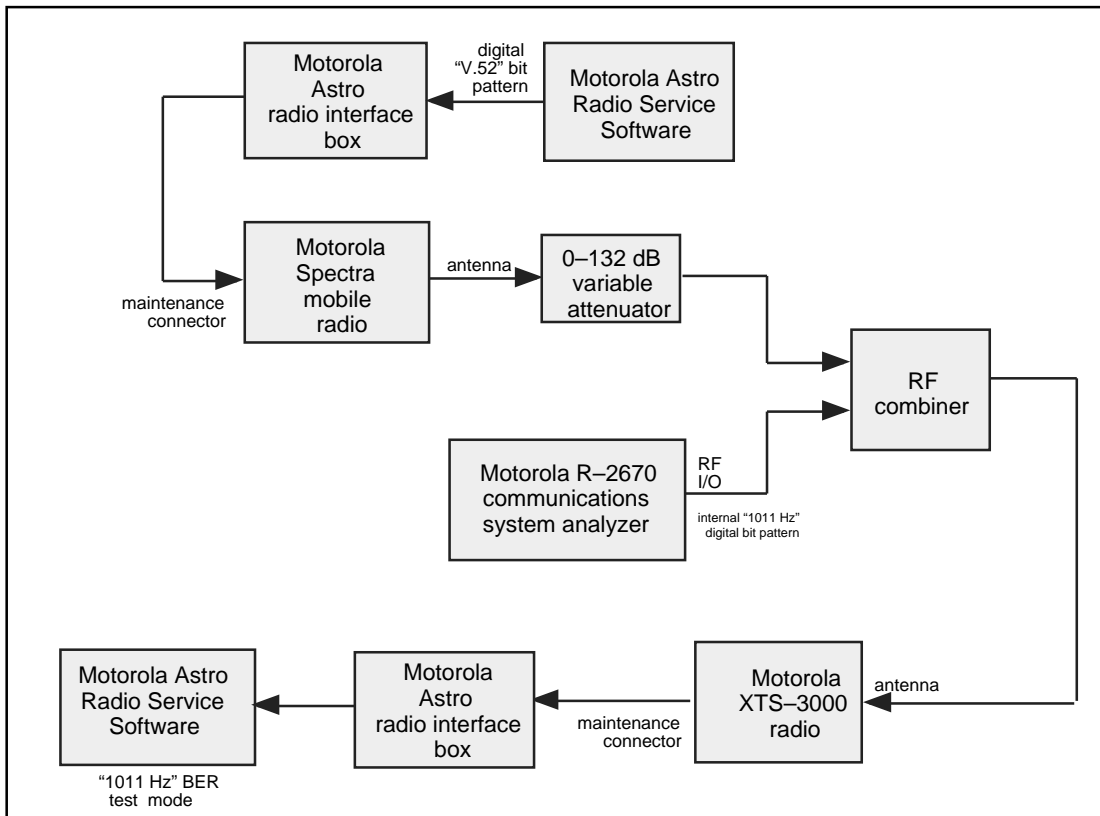 Motorola
Astro
radio interface
box
digital
“V.52” bit
pattern
Motorola Astro
Radio Service
Software
maintenance
connector
Motorola
Spectra
mobile
radio
antenna
0–132 dB
variable
attenuator
RF
combiner
Motorola R–2670
communications
system analyzer
RF
I/O
internal “1011 Hz”
digital bit pattern
Motorola Astro
Radio Service
Software
“1011 Hz” BER
test mode
Motorola
Astro
radio interface
box
maintenance
connector
Motorola
XTS–3000
radio
antenna